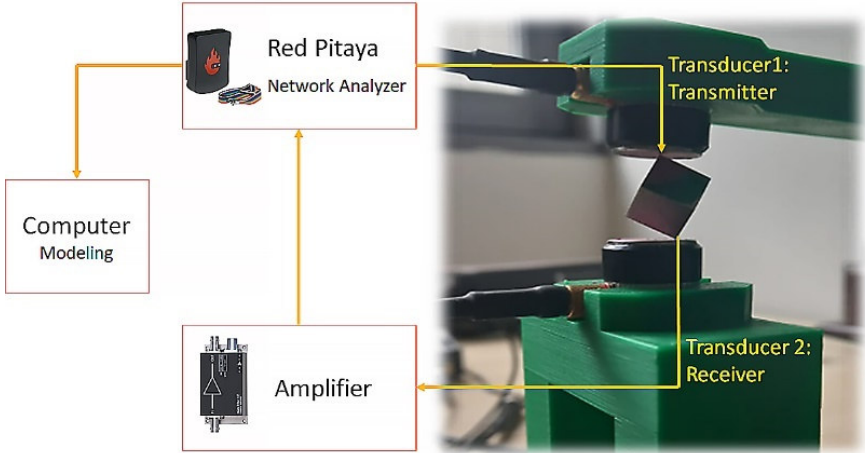 Red Pitaya
Network Analyzer
Transducer1:
Transmitter
Computer
Modeling
Amplifier
Transducer 2:
Receiver